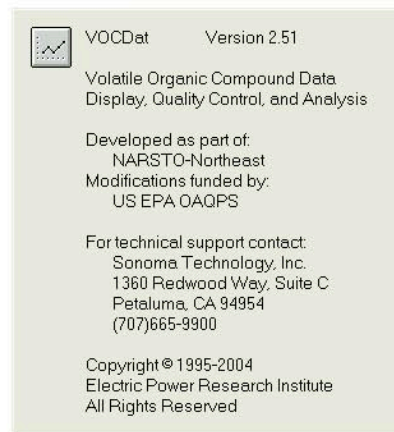 VOCDat Version 2.51
Volatile Organic Compound Data
Display, Quality Control, and Analysis
Developed as part of:
NARSTO-Northeast
Modifications funded by:
US EPA OAQPS
For technical support contact:
Sonoma Technology, Inc.
1360 Redwood Way, Suite C
Petaluma, CA 94954
(707)665-9900
Copyright © 1995-2004
Electric Power Research Institute
All Rights Reserved